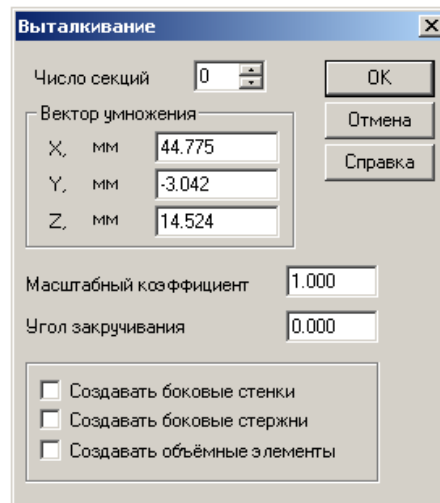 Выталкивание
Число секций 0 OK
Вектор умножения Отмена
X, мм 44.775 Справка
Y, мм -3.042
Z, мм 14.524
Масштабный коэффициент 1.000
Угол закручивания 0.000
Создавать боковые стенки
Создавать боковые стержни
Создавать объёмные элементы